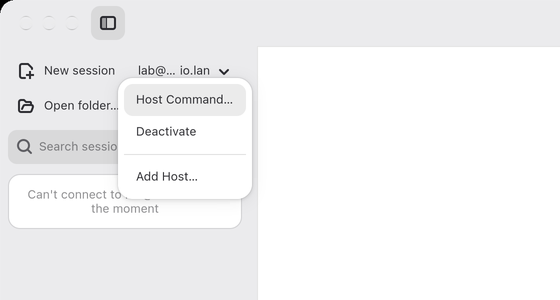 New session
lab@... io.lan
Host Command...
Open folder...
Deactivate
Search sessio
Add Host...
Can't connect to
the moment